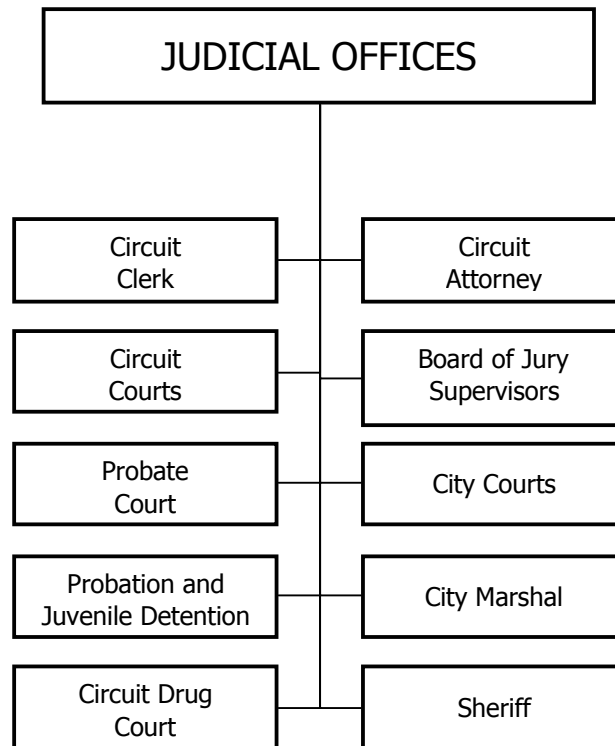 JUDICIAL OFFICES
Circuit
Clerk
Circuit
Attorney
Circuit
Courts
Board of Jury
Supervisors
Probate
Court
City Courts
Probation and
Juvenile Detention
City Marshal
Circuit Drug
Court
Sheriff